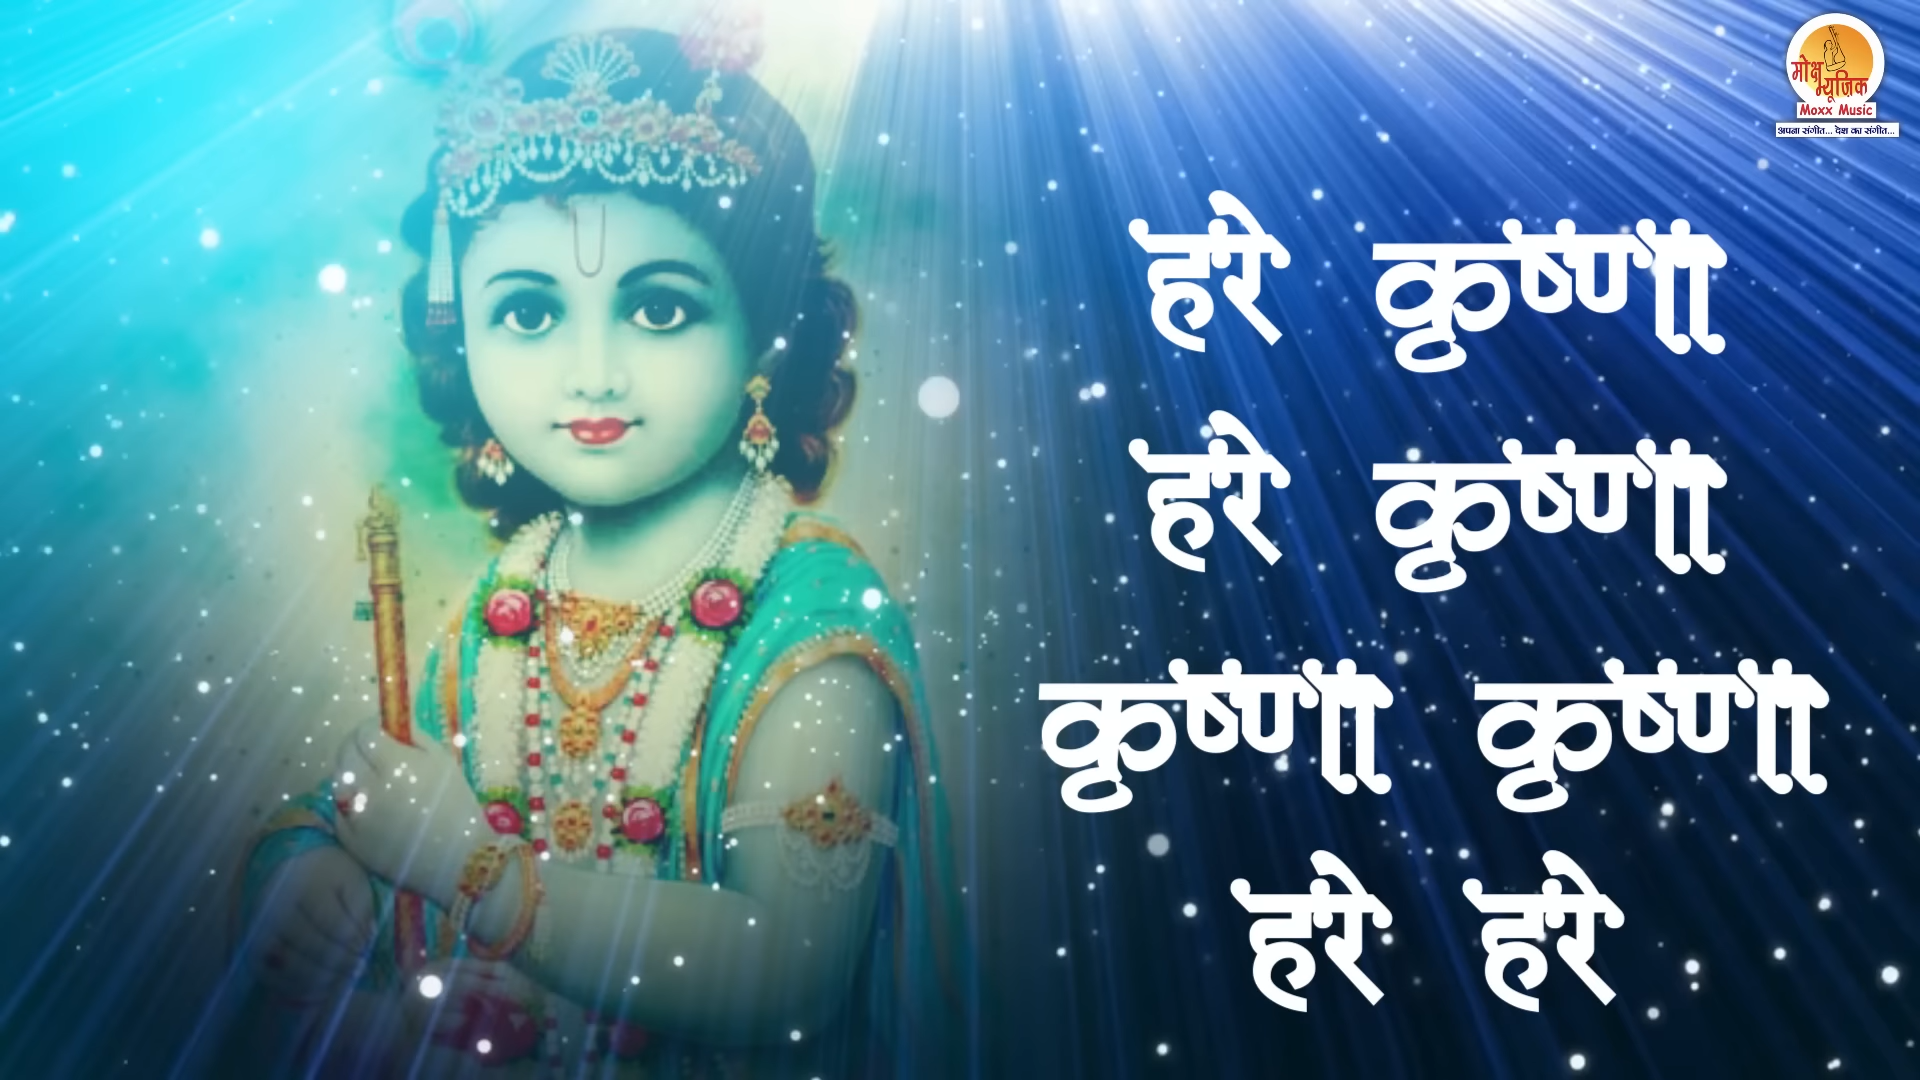 मोक्ष
म्यूज़िक
Moxx Music
अपना संगीत... देश का संगीत...
हरे कृष्णा
हरे कृष्णा
कृष्णा कृष्णा
हरे हरे